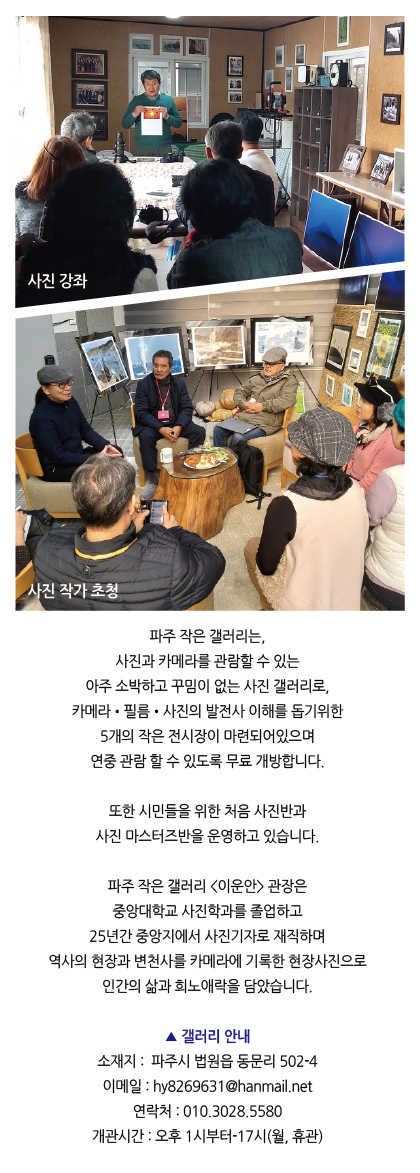 사진 강좌
사진 작가 초청
파주 작은 갤러리는,
사진과 카메라를 관람할 수 있는
아주 소박하고 꾸밈이 없는 사진 갤러리로,
카메라 • 필름 • 사진의 발전사 이해를 돕기위한
5개의 작은 전시장이 마련되어있으며
연중 관람 할 수 있도록 무료 개방합니다.
또한 시민들을 위한 처음 사진반과
사진 마스터즈반을 운영하고 있습니다.
파주 작은 갤러리 <이운안> 관장은
중앙대학교 사진학과를 졸업하고
25년간 중앙지에서 사진기자로 재직하며
역사의 현장과 변천사를 카메라에 기록한 현장사진으로
인간의 삶과 희노애락을 담았습니다.
▲ 갤러리 안내
소재지 : 파주시 법원읍 동문리 502-4
이메일 : hy8269631@hanmail.net
연락처 : 010.3028.5580
개관시간 : 오후 1시부터-17시(월, 휴관)